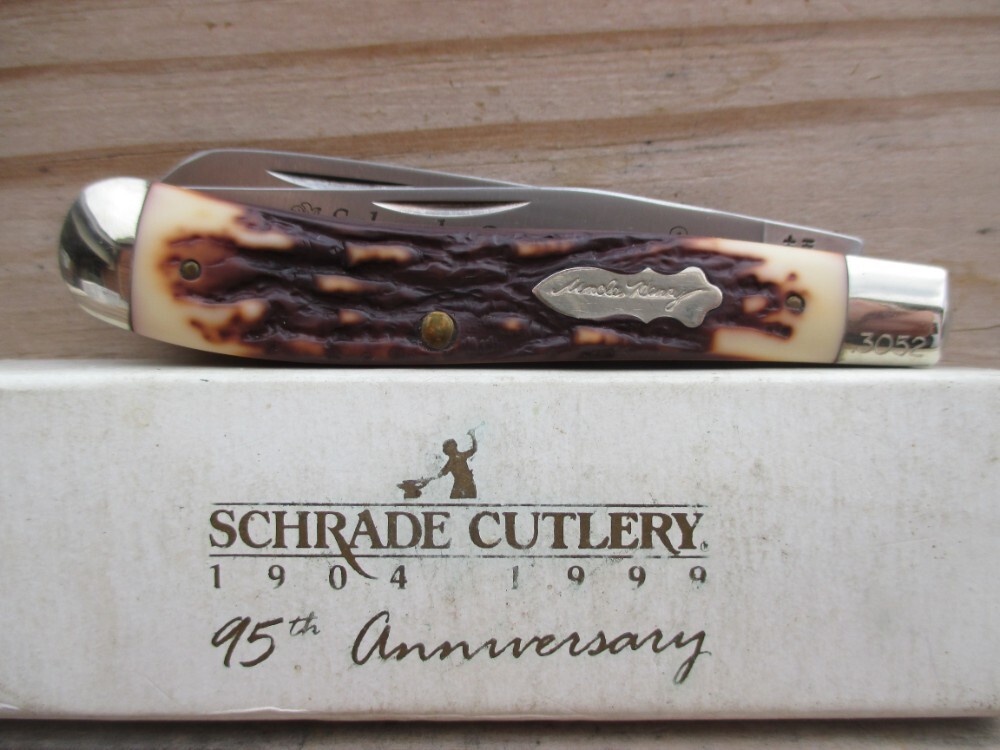 Uncle Henry
3052
SCHRADE CUTLERY
1904 1999
95th Anniversary